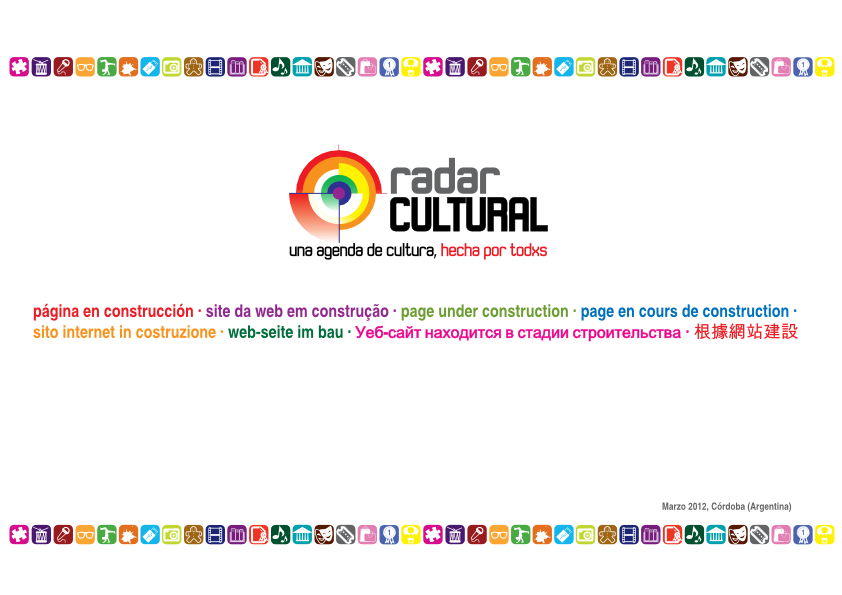 radar
CULTURAL
una agenda de cultura, hecha por todxs
página en construcción · site da web em construção · page under construction · page en cours de construction ·
sito internet in costruzione · web-seite im bau · Уеб-сайт находится в стадии строительства · 根據網站建設
Marzo 2012, Córdoba (Argentina)